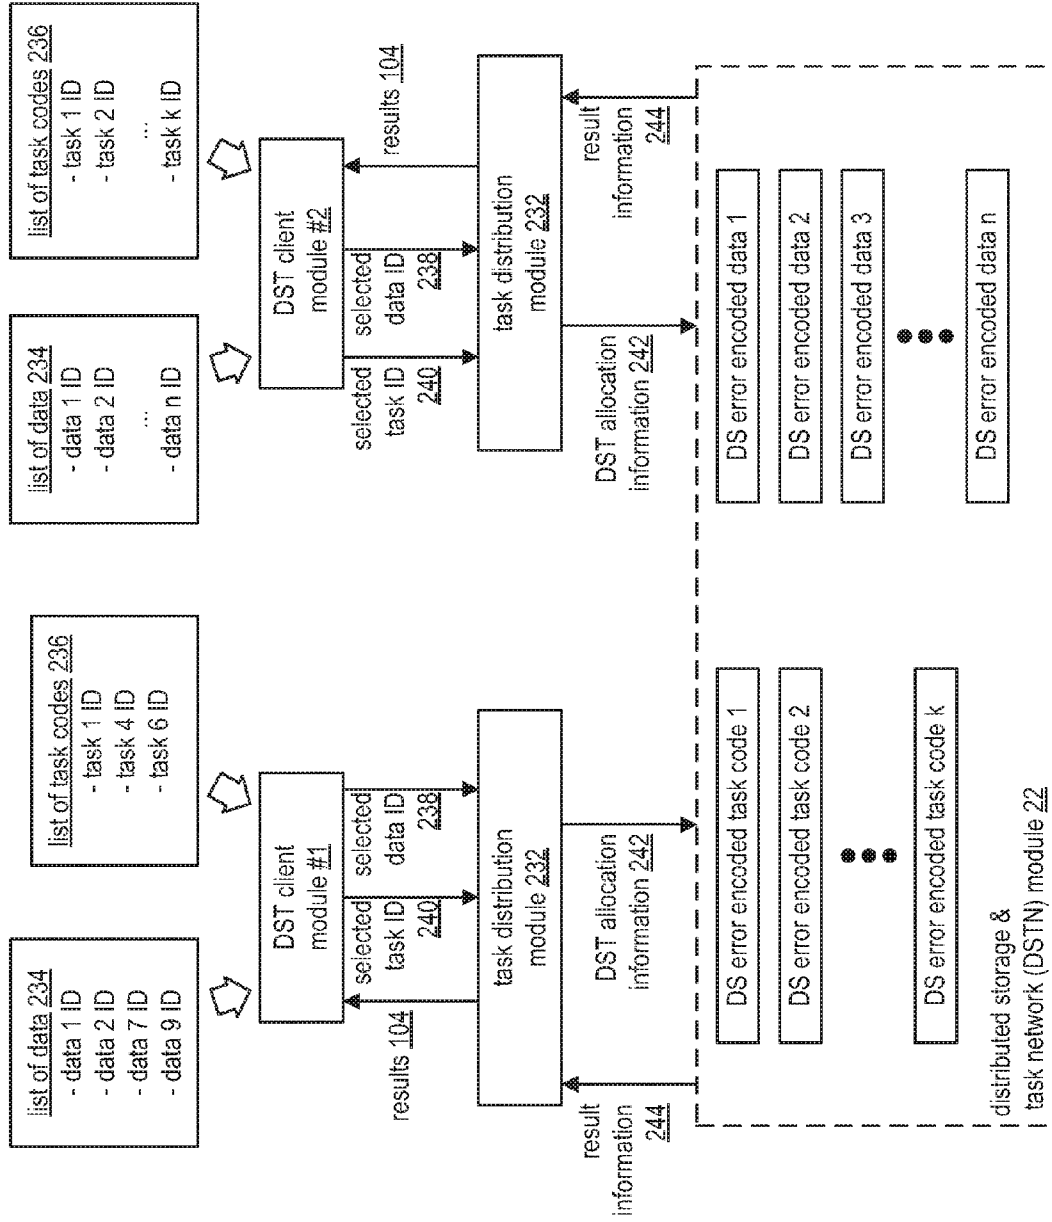 list of data 234
- data 1 ID
- data 2 ID
- data 7 ID
- data 9 ID
list of task codes 236
- task 1 ID
- task 4 ID
- task 6 ID
DST client
module #1
results 104
selected
task ID
240
selected
data ID
238
task distribution
module 232
result
information
244
DST allocation
information 242
list of data 234
- data 1 ID
- data 2 ID
...
- data n ID
list of task codes 236
- task 1 ID
- task 2 ID
...
- task k ID
DST client
module #2
selected
task ID
240
selected
data ID
238
results 104
task distribution
module 232
DST allocation
information 242
result
information
244
DS error encoded task code 1
DS error encoded task code 2
DS error encoded task code k
DS error encoded data 1
DS error encoded data 2
DS error encoded data 3
DS error encoded data n
distributed storage &
task network (DSTN) module 22